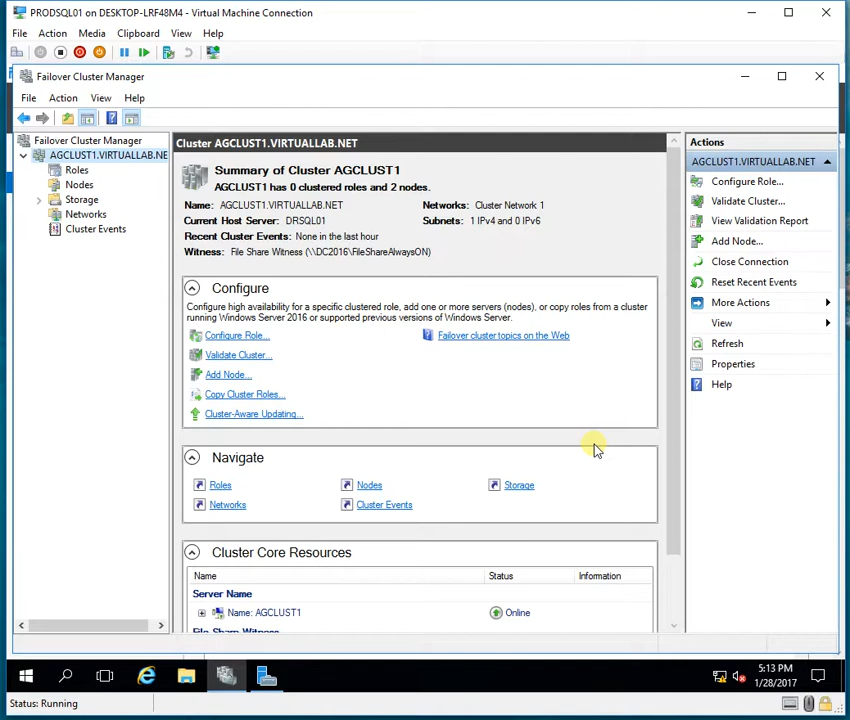 PRODSQL01 on DESKTOP-LRF48M4 - Virtual Machine Connection
File Action Media Clipboard View Help
Failover Cluster Manager
File Action View Help
Failover Cluster Manager
AGCLUST1.VIRTUALLAB.NE
Roles
Nodes
Storage
Networks
Cluster Events
Cluster AGCLUST1.VIRTUALLAB.NET
Summary of Cluster AGCLUST1
AGCLUST1 has 0 clustered roles and 2 nodes.
Name: AGCLUST1.VIRTUALLAB.NET
Networks: Cluster Network 1
Current Host Server: DRSQL01
Subnets: 1 IPv4 and 0 IPv6
Recent Cluster Events: None in the last hour
Witness: File Share Witness (\\DC2016\FileShareAlwaysON)
Configure
Configure high availability for a specific clustered role, add one or more servers (nodes), or copy roles from a cluster
running Windows Server 2016 or supported previous versions of Windows Server.
Configure Role...
Failover cluster topics on the Web
Validate Cluster...
Add Node...
Copy Cluster Roles...
Cluster-Aware Updating...
Navigate
Roles Nodes Storage
Networks Cluster Events
Cluster Core Resources
Name Status Information
Server Name
Name: AGCLUST1 Online
File Share Witness
Actions
AGCLUST1.VIRTUALLAB.NET
Configure Role...
Validate Cluster...
View Validation Report
Add Node...
Close Connection
Reset Recent Events
More Actions
View
Refresh
Properties
Help
5:13 PM
1/28/2017
Status: Running